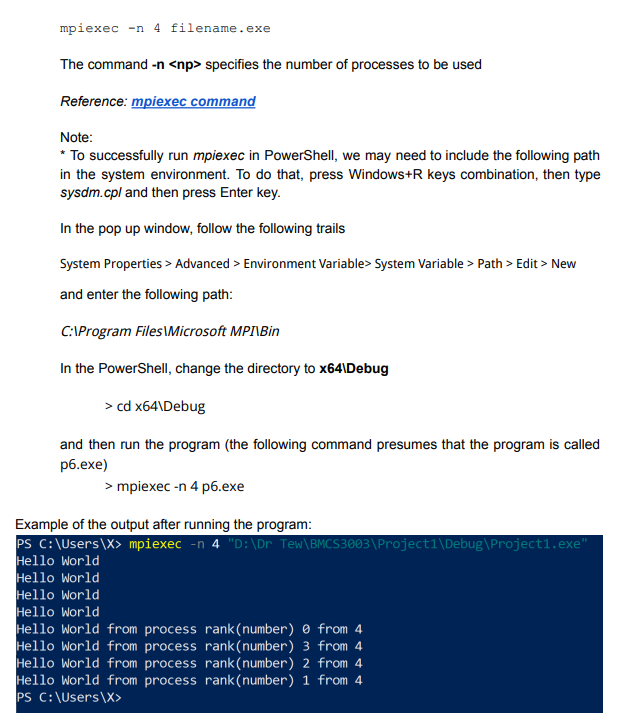 mpiexec -n 4 filename.exe
The command -n <np> specifies the number of processes to be used
Reference: mpiexec command
Note:
* To successfully run mpiexec in PowerShell, we may need to include the following path
in the system environment. To do that, press Windows+R keys combination, then type
sysdm.cpl and then press Enter key.
In the pop up window, follow the following trails
System Properties > Advanced > Environment Variable> System Variable > Path > Edit > New
and enter the following path:
C:\Program Files\Microsoft MPI\Bin
In the PowerShell, change the directory to x64\Debug
> cd x64\Debug
and then run the program (the following command presumes that the program is called
p6.exe)
> mpiexec -n 4 p6.exe
Example of the output after running the program:
PS C:\Users\X> mpiexec -n 4 "D:\Dr Tew\BMCS3003\Project1\Debug\Project1.exe"
Hello World
Hello World
Hello World
Hello World
Hello World from process rank(number) 0 from 4
Hello World from process rank(number) 3 from 4
Hello World from process rank(number) 2 from 4
Hello World from process rank(number) 1 from 4
PS C:\Users\X>